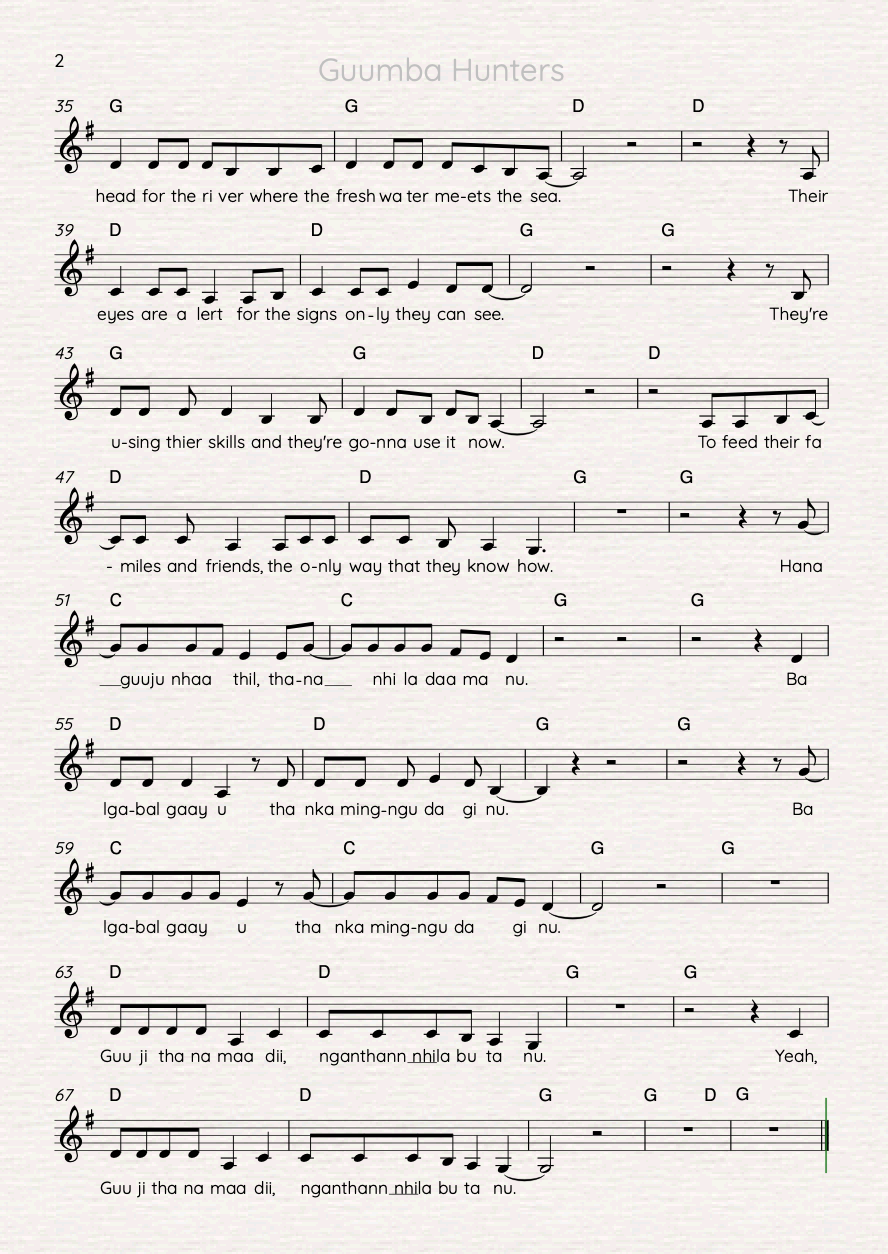 2
Guumba Hunters
35 G G D D
head for the ri ver where the fresh wa ter me-ets the sea. Their
39 D D G G
eyes are a lert for the signs on-ly they can see. They're
43 G G D D
u-sing thier skills and they're go-nna use it now. To feed their fa
47 D D G G
- miles and friends, the o-nly way that they know how. Hana
51 C C G G
__guuju nhaa thil, tha-na__ nhi la daa ma nu. Ba
55 D D G G
lga-bal gaay u tha nka ming-ngu da gi nu. Ba
59 C C G G
lga-bal gaay u tha nka ming-ngu da gi nu.
63 D D G G
Guu ji tha na maa dii, nganthann nhila bu ta nu. Yeah,
67 D D G G D G
Guu ji tha na maa dii, nganthann nhila bu ta nu.